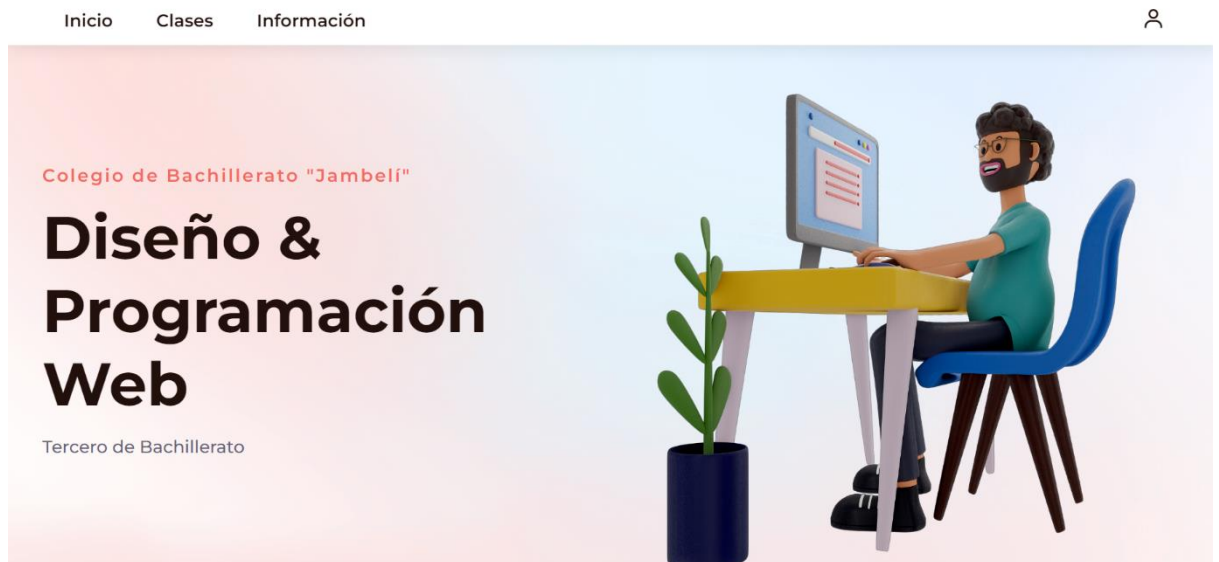 Inicio Clases Información
Colegio de Bachillerato "Jambelí"
Diseño &
Programación
Web
Tercero de Bachillerato